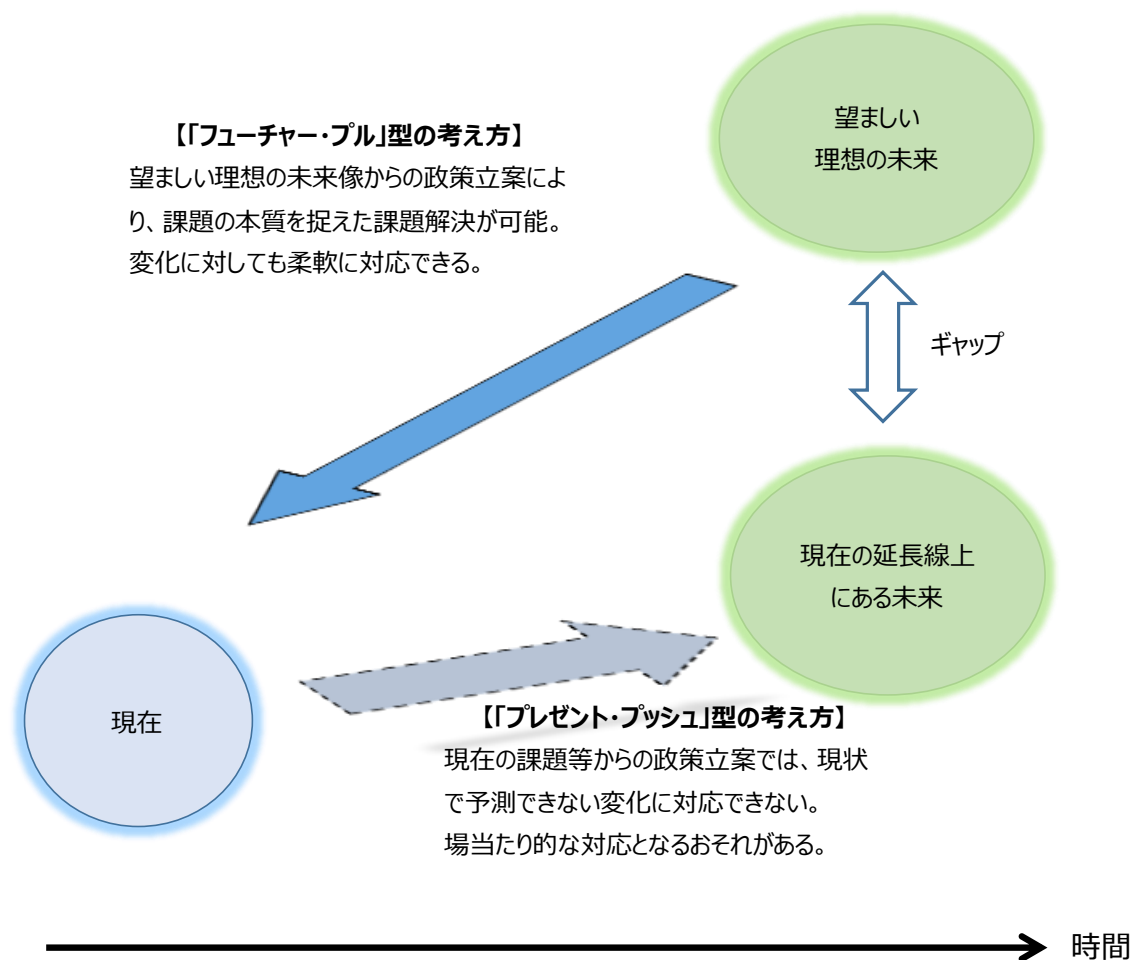 望ましい
理想の未来
【「フューチャー・プル」型の考え方】
望ましい理想の未来像からの政策立案によ
り、課題の本質を捉えた課題解決が可能。
変化に対しても柔軟に対応できる。
ギャップ
現在の延長線上
にある未来
現在
【「プレゼント・プッシュ」型の考え方】
現在の課題等からの政策立案では、現状
で予測できない変化に対応できない。
場当たり的な対応となるおそれがある。
時間